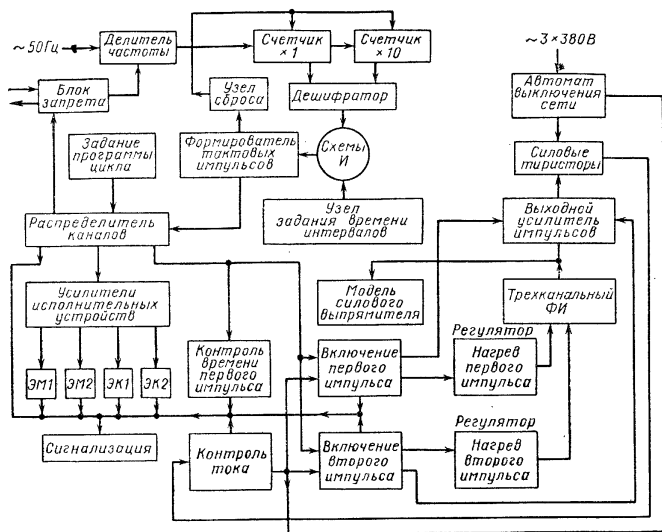 ~50Гц
Делитель
частоты
Счетчик
×1
Счетчик
×10
~3×380В
Блок
запрета
Узел
сброса
Дешифратор
Автомат
выключения
сети
Задание
программы
цикла
Формирователь
тактовых
импульсов
Схемы
И
Силовые
тиристоры
Распределитель
каналов
Узел
задания времени
интервалов
Выходной
усилитель
импульсов
Усилители
исполнительных
устройств
Модель
силового
выпрямителя
Трехканальный
ФИ
ЭМ1
ЭМ2
ЭК1
ЭК2
Контроль
времени
первого
импульса
Включение
первого
импульса
Регулятор
Нагрев
первого
импульса
Сигнализация
Контроль
тока
Включение
второго
импульса
Регулятор
Нагрев
второго
импульса